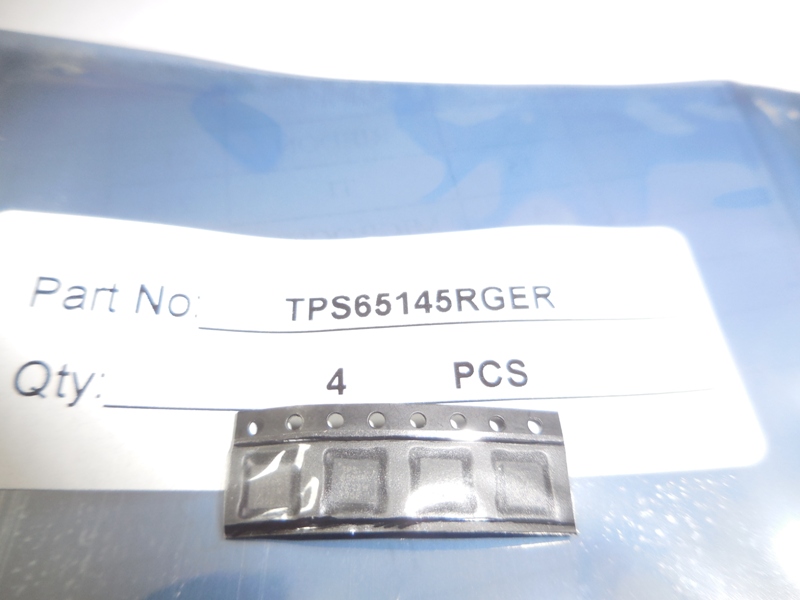 Part No: TPS65145RGER
Qty: 4 PCS